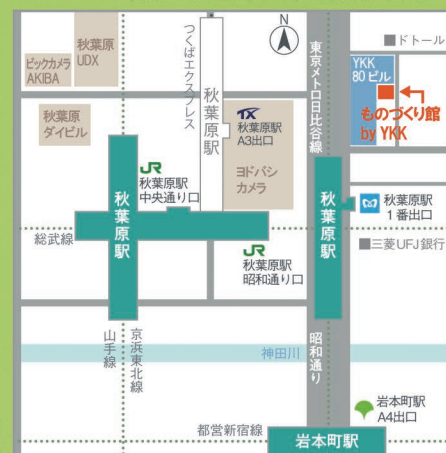 ビックカメラ
AKIBA
秋葉原
UDX
つくばエクスプレス
秋葉原駅
N
東京メトロ日比谷線
■ドトール
YKK
80ビル
ものづくり館
by YKK
秋葉原
ダイビル
TX
秋葉原駅
A3出口
ヨドバシ
カメラ
JR
秋葉原駅
中央通り口
秋葉原駅
秋葉原駅
秋葉原駅
1番出口
総武線
JR
秋葉原駅
昭和通り口
■三菱UFJ銀行
山手線
京浜東北線
神田川
昭和通り
岩本町駅
A4出口
都営新宿線
岩本町駅